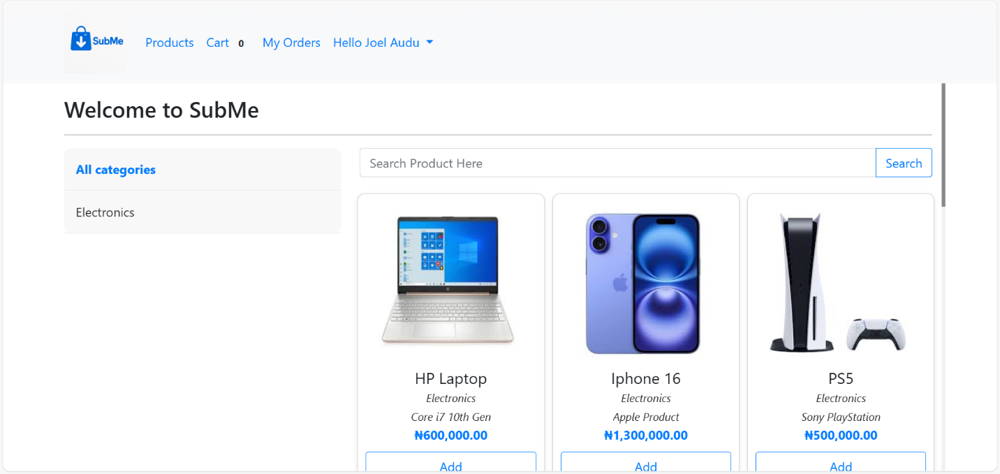 SubMe
Products Cart 0 My Orders Hello Joel Audu
Welcome to SubMe
All categories
Electronics
Search Product Here Search
HP Laptop
Electronics
Core i7 10th Gen
₦600,000.00
Add
Iphone 16
Electronics
Apple Product
₦1,300,000.00
Add
PS5
Electronics
Sony PlayStation
₦500,000.00
Add